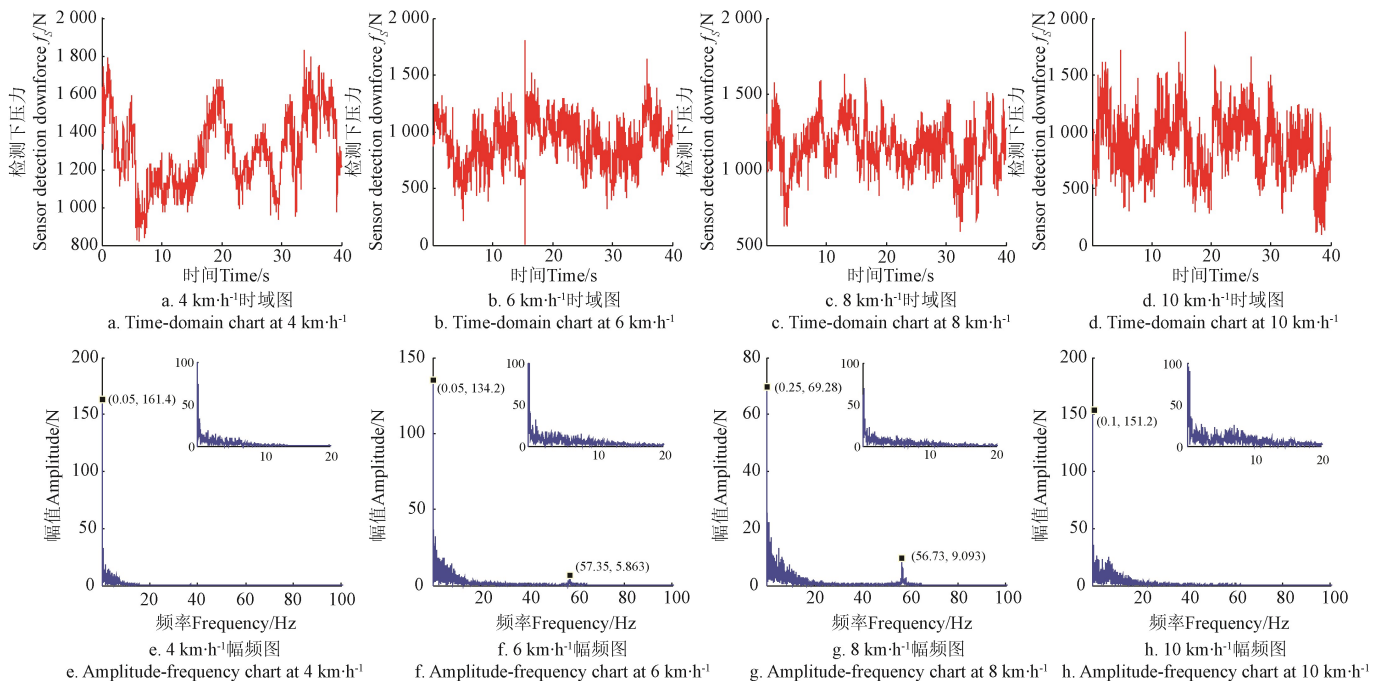 检测下压力
Sensor detection downforce fS/N
2 000
1 800
1 600
1 400
1 200
1 000
800
0
10
20
30
40
时间Time/s
a. 4 km·h-1时域图
a. Time-domain chart at 4 km·h-1
检测下压力
Sensor detection downforce fS/N
2 000
1 500
1 000
500
0
0
10
20
30
40
时间Time/s
b. 6 km·h-1时域图
b. Time-domain chart at 6 km·h-1
检测下压力
Sensor detection downforce fS/N
2 000
1 500
1 000
500
0
10
20
30
40
时间Time/s
c. 8 km·h-1时域图
c. Time-domain chart at 8 km·h-1
检测下压力
Sensor detection downforce fS/N
2 000
1 500
1 000
500
0
0
10
20
30
40
时间Time/s
d. 10 km·h-1时域图
d. Time-domain chart at 10 km·h-1
幅值Amplitude/N
200
150
100
50
0
(0.05, 161.4)
100
50
0
10
20
20
40
60
80
100
频率Frequency/Hz
e. 4 km·h-1幅频图
e. Amplitude-frequency chart at 4 km·h-1
幅值Amplitude/N
150
100
50
0
(0.05, 134.2)
100
50
0
10
20
(57.35, 5.863)
20
40
60
80
100
频率Frequency/Hz
f. 6 km·h-1幅频图
f. Amplitude-frequency chart at 6 km·h-1
幅值Amplitude/N
80
60
40
20
0
(0.25, 69.28)
100
50
0
10
20
(56.73, 9.093)
20
40
60
80
100
频率Frequency/Hz
g. 8 km·h-1幅频图
g. Amplitude-frequency chart at 8 km·h-1
幅值Amplitude/N
200
150
100
50
0
(0.1, 151.2)
100
50
0
10
20
20
40
60
80
100
频率Frequency/Hz
h. 10 km·h-1幅频图
h. Amplitude-frequency chart at 10 km·h-1